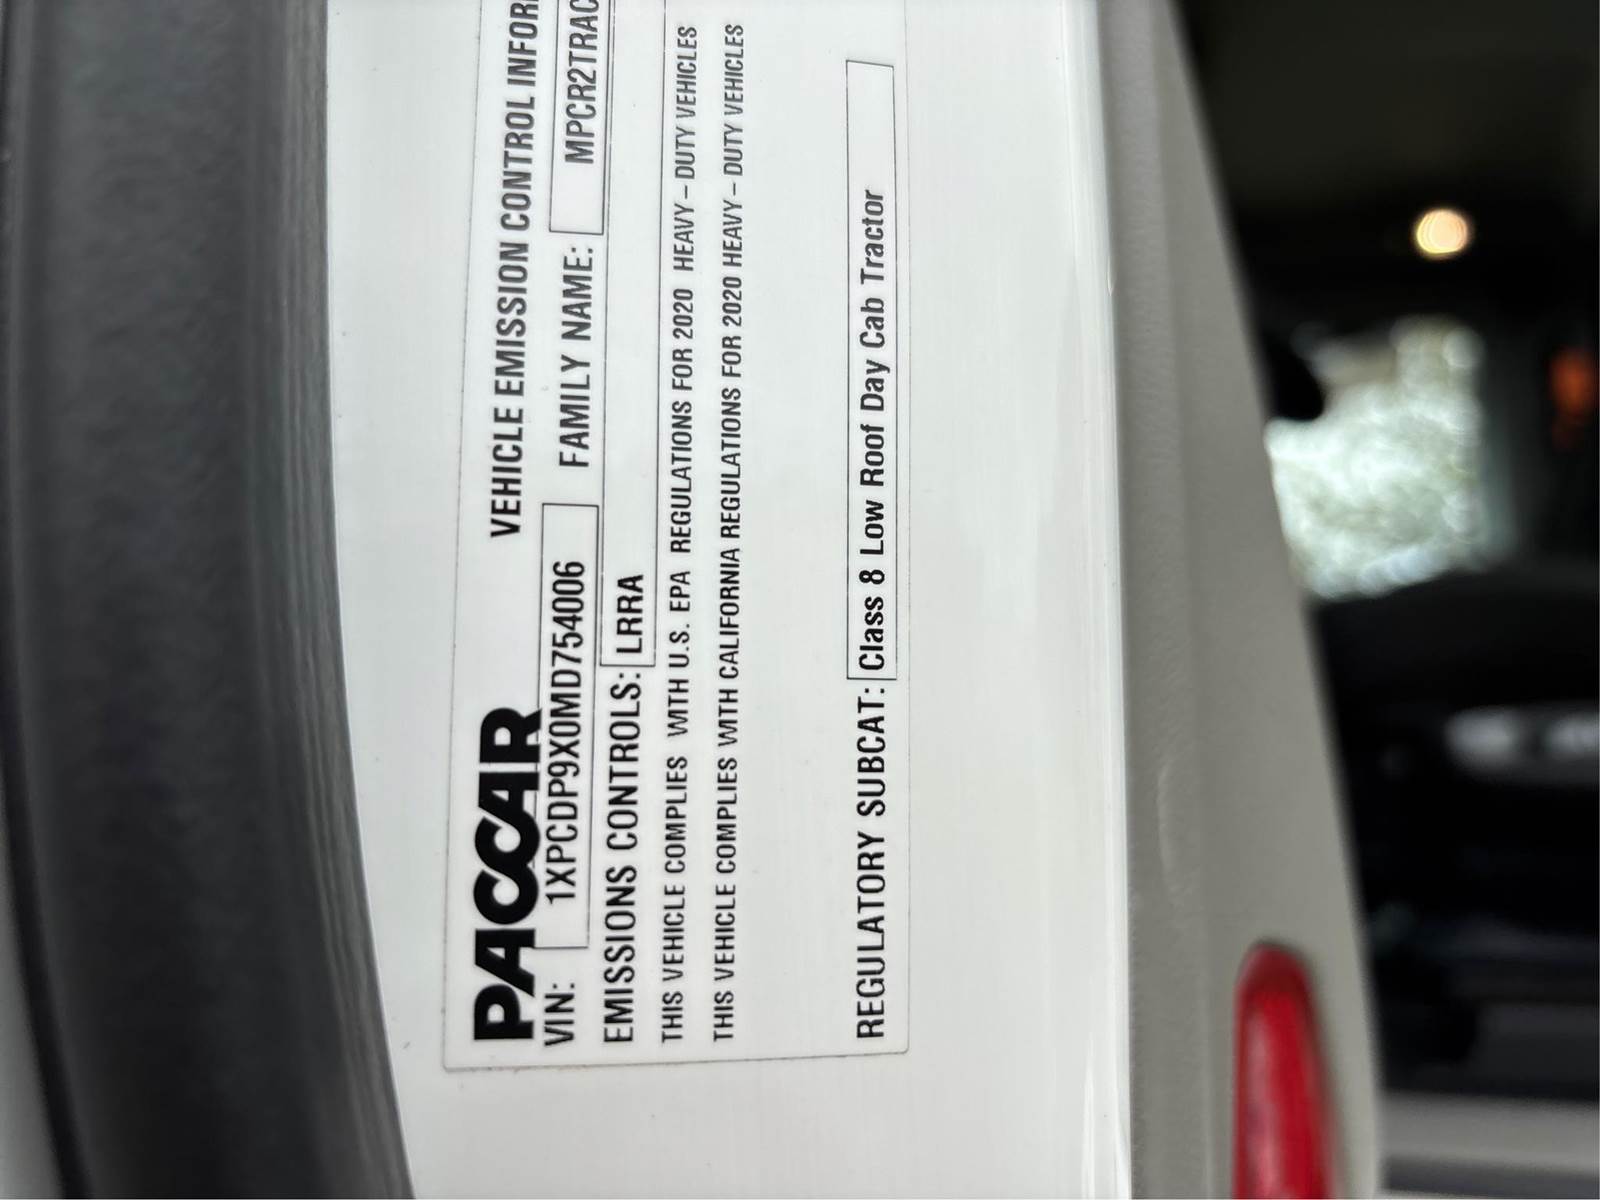 PACCAR
VEHICLE EMISSION CONTROL INFOR
VIN: 1XPCDP9X0MD754006 FAMILY NAME: MPCR2TRAC
EMISSIONS CONTROLS: LRRA
THIS VEHICLE COMPLIES WITH U.S. EPA REGULATIONS FOR 2020 HEAVY – DUTY VEHICLES
THIS VEHICLE COMPLIES WITH CALIFORNIA REGULATIONS FOR 2020 HEAVY – DUTY VEHICLES
REGULATORY SUBCAT: Class 8 Low Roof Day Cab Tractor